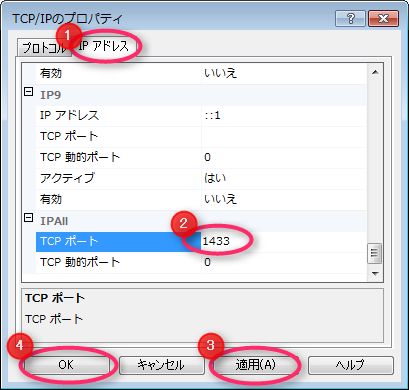 TCP/IPのプロパティ
1
プロトコル IP アドレス
有効 いいえ
IP9
IP アドレス ::1
TCP ポート
TCP 動的ポート 0
アクティブ はい
有効 いいえ
IPAll
2
TCP ポート 1433
TCP 動的ポート 0
TCP ポート
TCP ポート
4 3
OK キャンセル 適用(A) ヘルプ